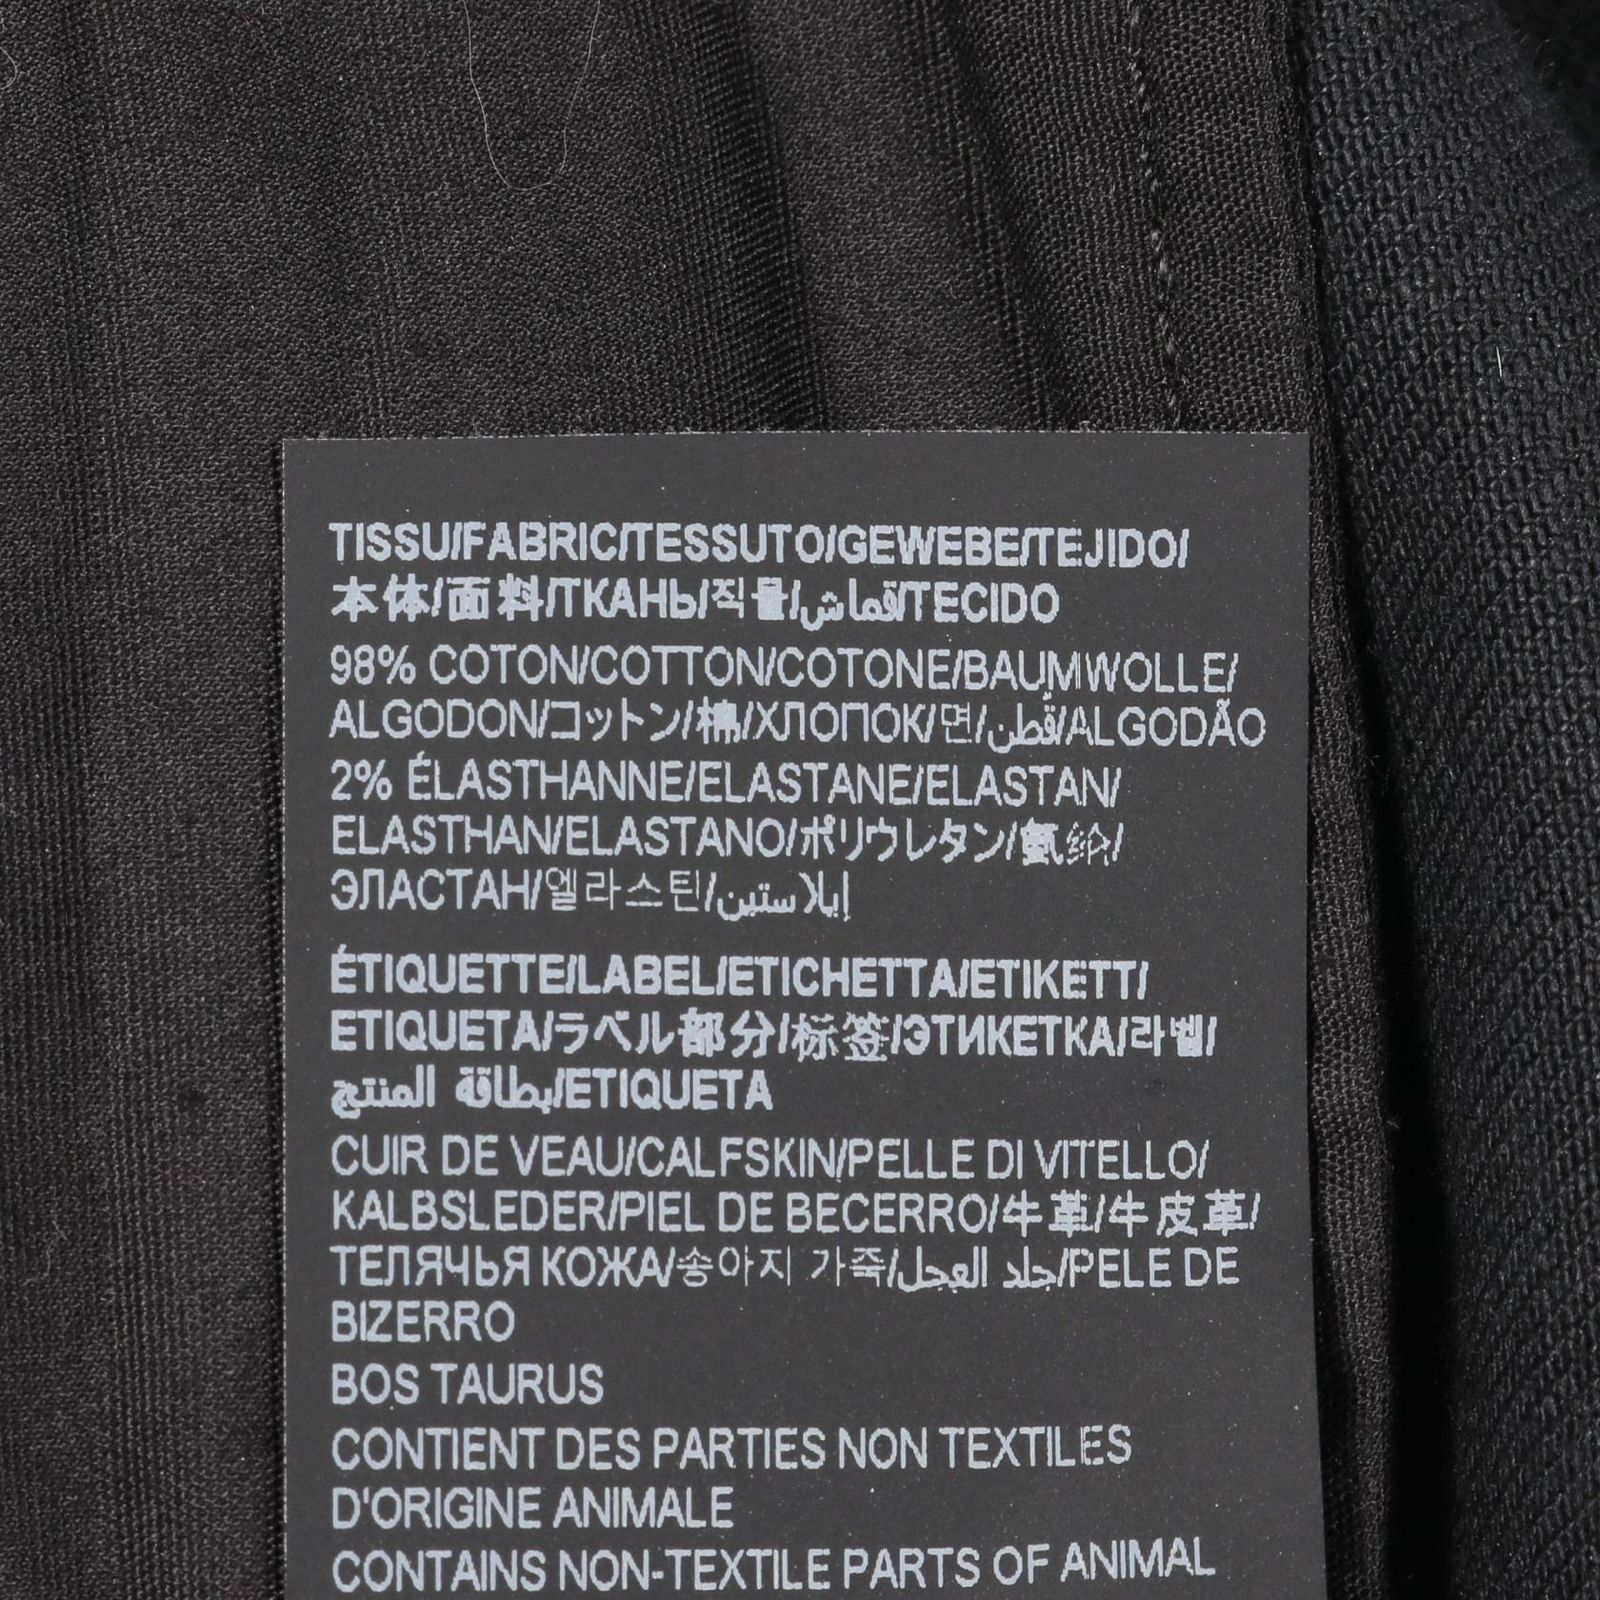 TISSU/FABRIC/TESSUTO/GEWEBE/TEJIDO/
本体/面料/ТКАНЬ/직물/قماش/TECIDO
98% COTON/COTTON/COTONE/BAUMWOLLE/
ALGODON/コットン/棉/ХЛОПОК/면/قُطن/ALGODÃO
2% ÉLASTHANNE/ELASTANE/ELASTAN/
ELASTHAN/ELASTANO/ポリウレタン/氨纶/
ЭЛАСТАН/엘라스틴/إيلاستين
ÉTIQUETTE/LABEL/ETICHETTA/ETIKETT/
ETIQUETA/ラベル部分/标签/ЭТИКЕТКА/라벨/
بطاقة المنتج/ETIQUETA
CUIR DE VEAU/CALFSKIN/PELLE DI VITELLO/
KALBSLEDER/PIEL DE BECERRO/牛革/牛皮革/
ТЕЛЯЧЬЯ КОЖА/송아지 가죽/جلد العجل/PELE DE
BIZERRO
BOS TAURUS
CONTIENT DES PARTIES NON TEXTILES
D'ORIGINE ANIMALE
CONTAINS NON-TEXTILE PARTS OF ANIMAL